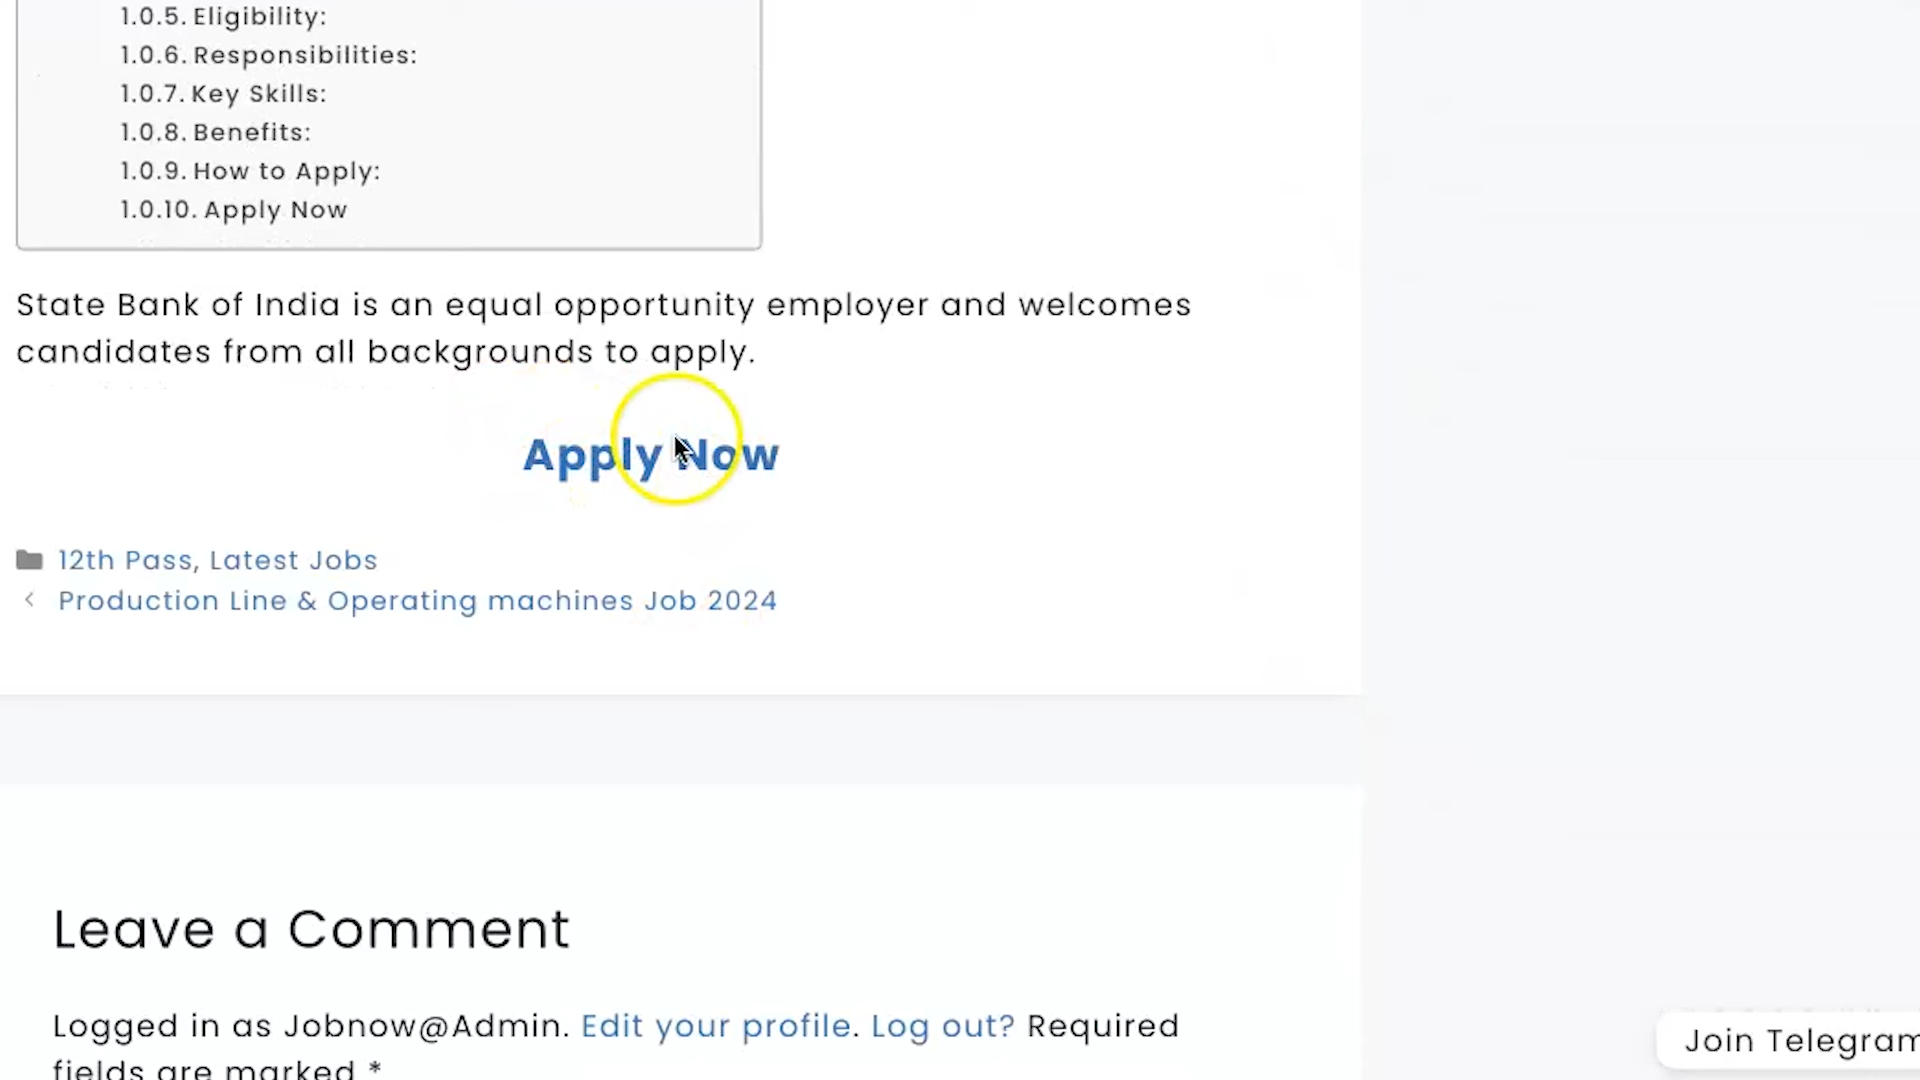 1.0.5. Eligibility:
1.0.6. Responsibilities:
1.0.7. Key Skills:
1.0.8. Benefits:
1.0.9. How to Apply:
1.0.10. Apply Now
State Bank of India is an equal opportunity employer and welcomes
candidates from all backgrounds to apply.
Apply Now
12th Pass, Latest Jobs
Production Line & Operating machines Job 2024
Leave a Comment
Logged in as Jobnow@Admin. Edit your profile. Log out? Required
fields are marked *
Join Telegram